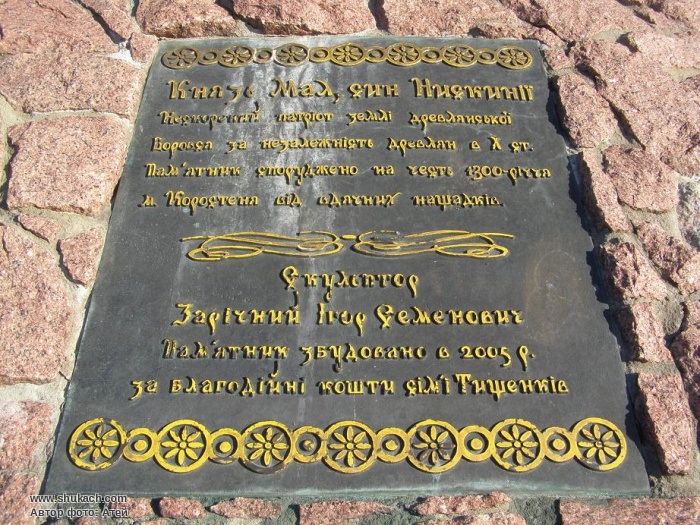 Князь Мал, син Нискинії
Нескорений патріот землі древлянської
Боровся за незалежність древлян в X ст.
Пам'ятник споруджено на честь 1300-річчя
м. Коростеня від вдячних нащадків.
Скульптор
Зарічний Ігор Семенович
Пам'ятник збудовано в 2005 р.
за благодійні кошти сім'ї Тищенків
www.shukach.com
Автор фото: Атей